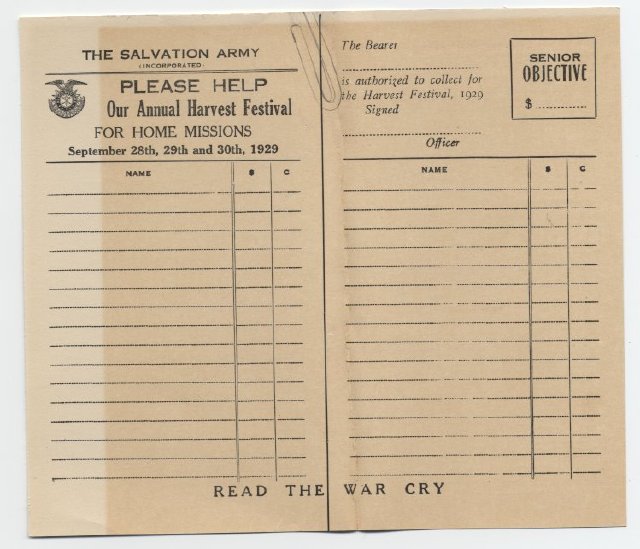 THE SALVATION ARMY
(INCORPORATED)
PLEASE HELP
Our Annual Harvest Festival
FOR HOME MISSIONS
September 28th, 29th and 30th, 1929
NAME $ C
The Bearer
is authorized to collect for
the Harvest Festival, 1929
Signed
Officer
SENIOR
OBJECTIVE
$
NAME $ C
READ THE WAR CRY